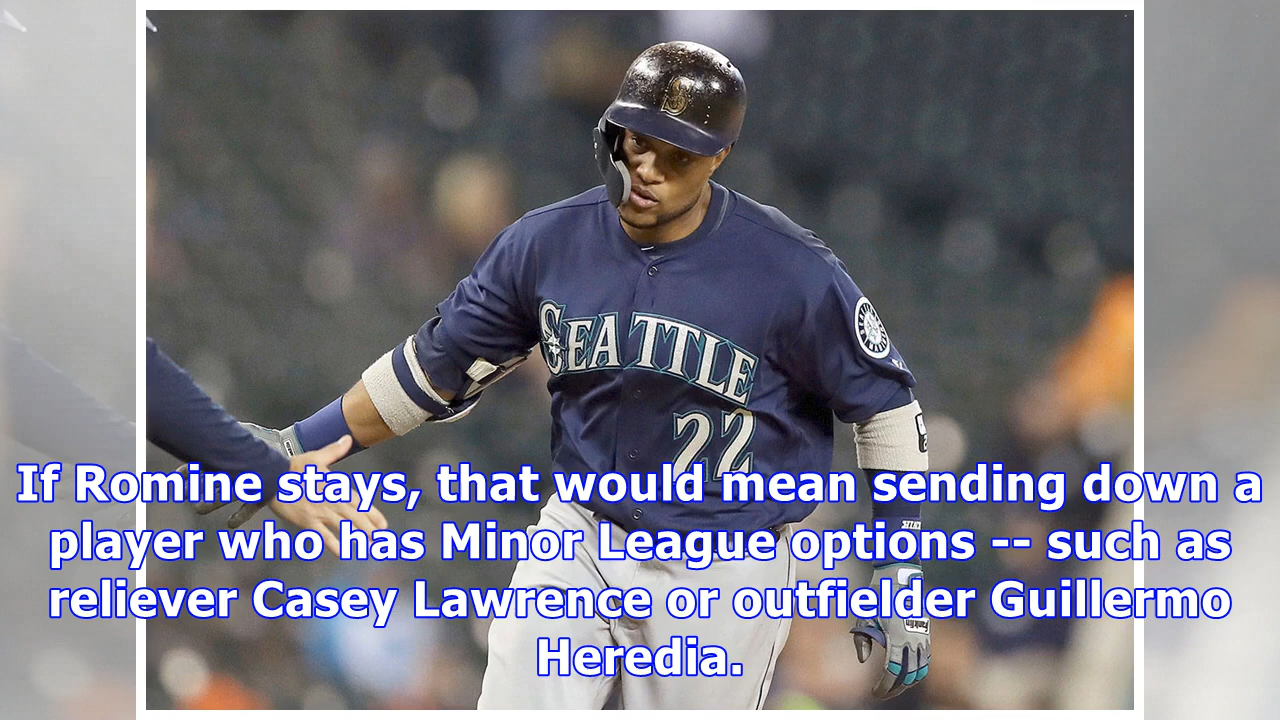 S
SEATTLE
22
If Romine stays, that would mean sending down a
player who has Minor League options -- such as
reliever Casey Lawrence or outfielder Guillermo
Heredia.
Franklin